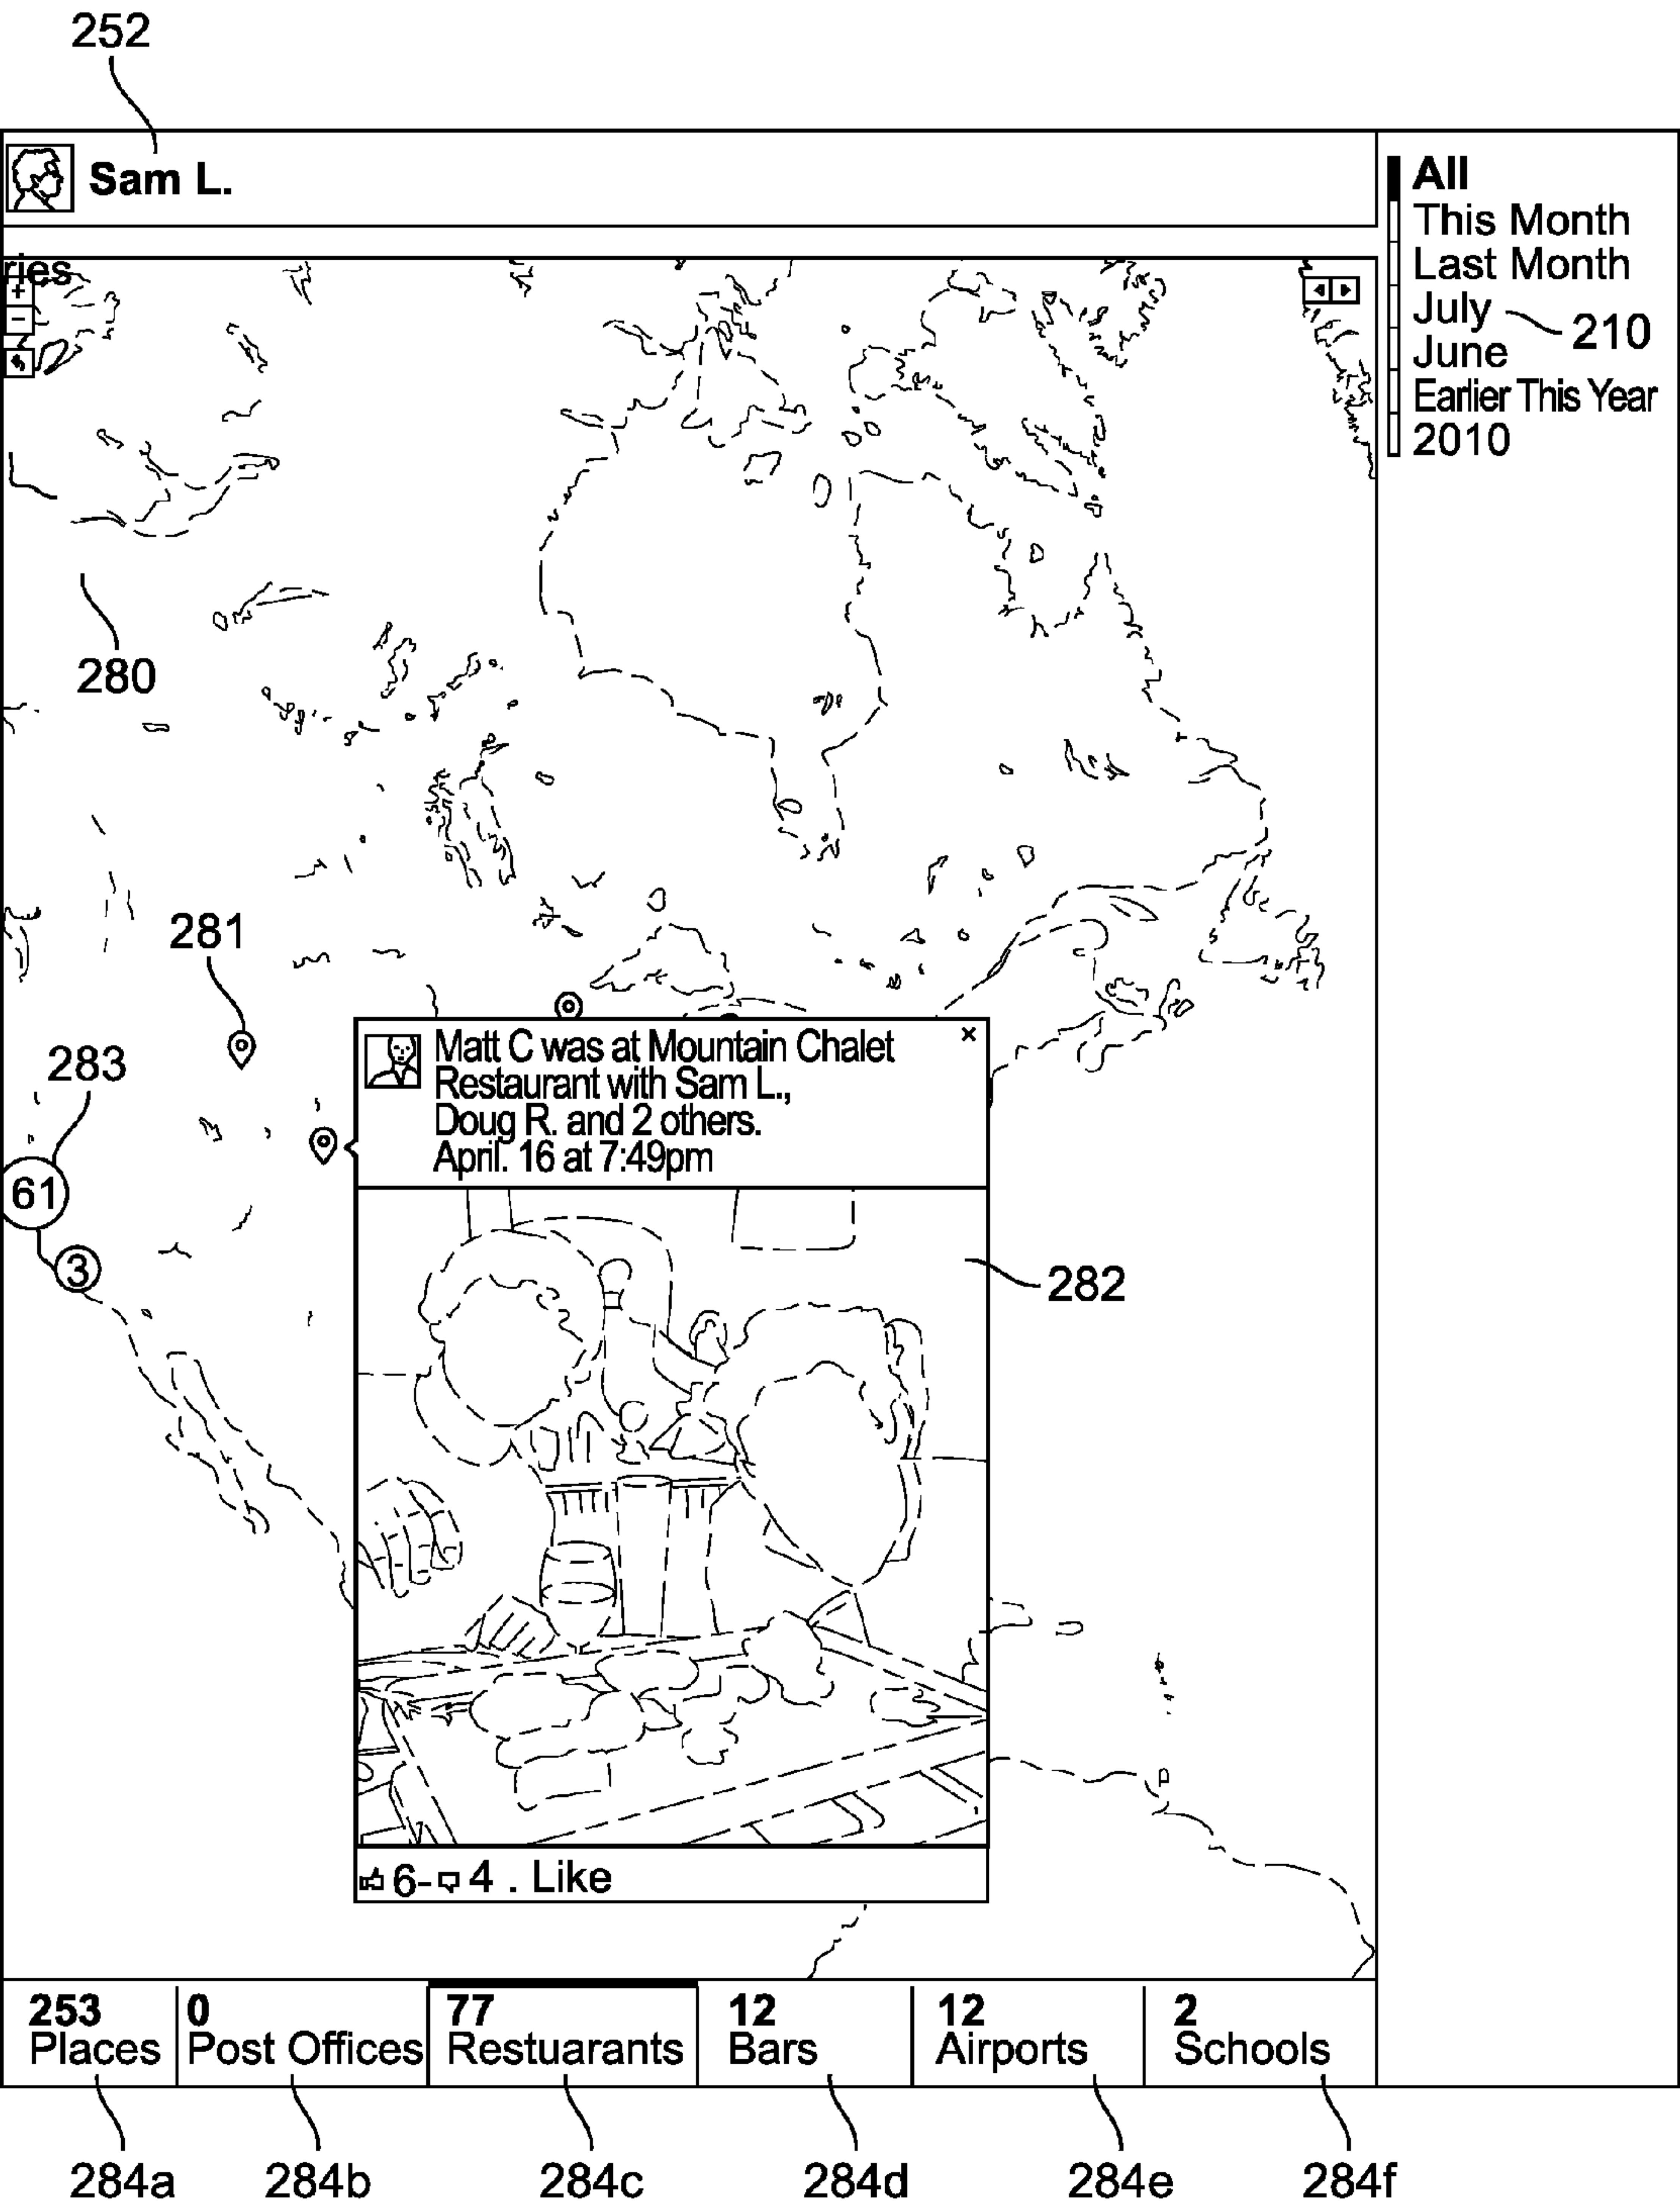 252
Sam L.
All
This Month
Last Month
July
210
June
Earlier This Year
2010
ries
+
−
280
281
283
61
3
Matt C was at Mountain Chalet
Restaurant with Sam L.,
Doug R. and 2 others.
April. 16 at 7:49pm
×
282
6-
4 . Like
253
Places
0
Post Offices
77
Restuarants
12
Bars
12
Airports
2
Schools
284a
284b
284c
284d
284e
284f